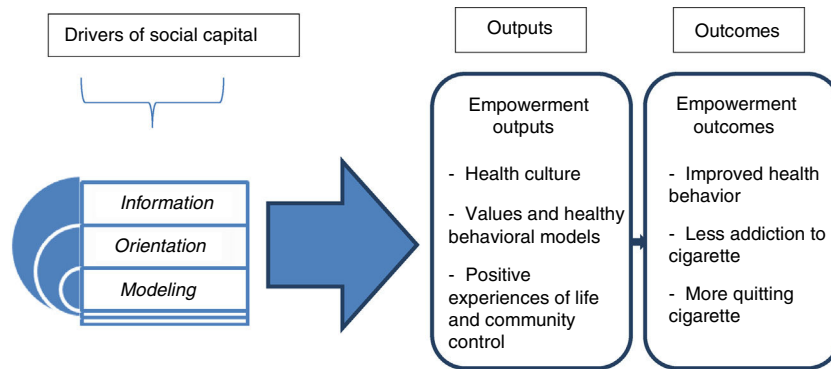 Drivers of social capital
Information
Orientation
Modeling
Outputs
Empowerment
outputs
- Health culture
- Values and healthy
behavioral models
- Positive
experiences of life
and community
control
Outcomes
Empowerment
outcomes
- Improved health
behavior
- Less addiction to
cigarette
- More quitting
cigarette